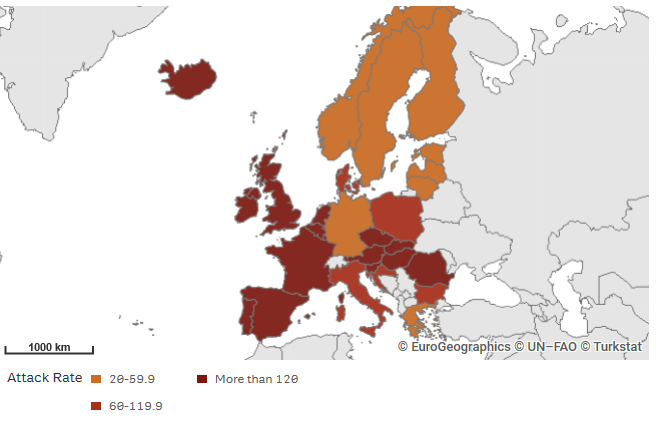 1000 km
© EuroGeographics © UN–FAO © Turkstat
Attack Rate
20-59.9
More than 120
60-119.9